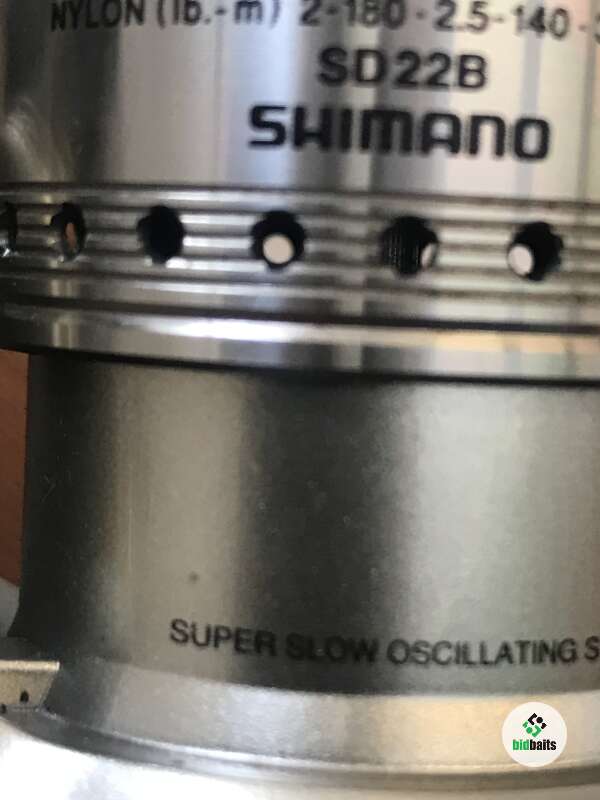 NYLON (lb.-m) 2-180 · 2.5-140 ·
SD22B
SHIMANO
SUPER SLOW OSCILLATING S
bidbaits